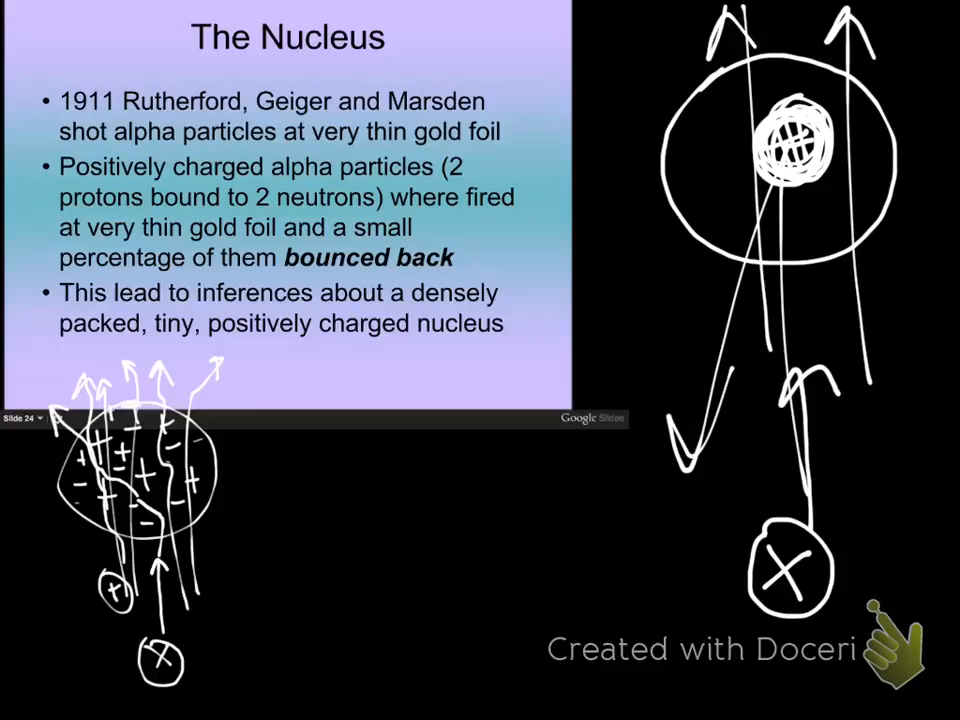 The Nucleus
• 1911 Rutherford, Geiger and Marsden
shot alpha particles at very thin gold foil
• Positively charged alpha particles (2
protons bound to 2 neutrons) where fired
at very thin gold foil and a small
percentage of them bounced back
• This lead to inferences about a densely
packed, tiny, positively charged nucleus
Slide 24
Google Slides
Created with Doceri